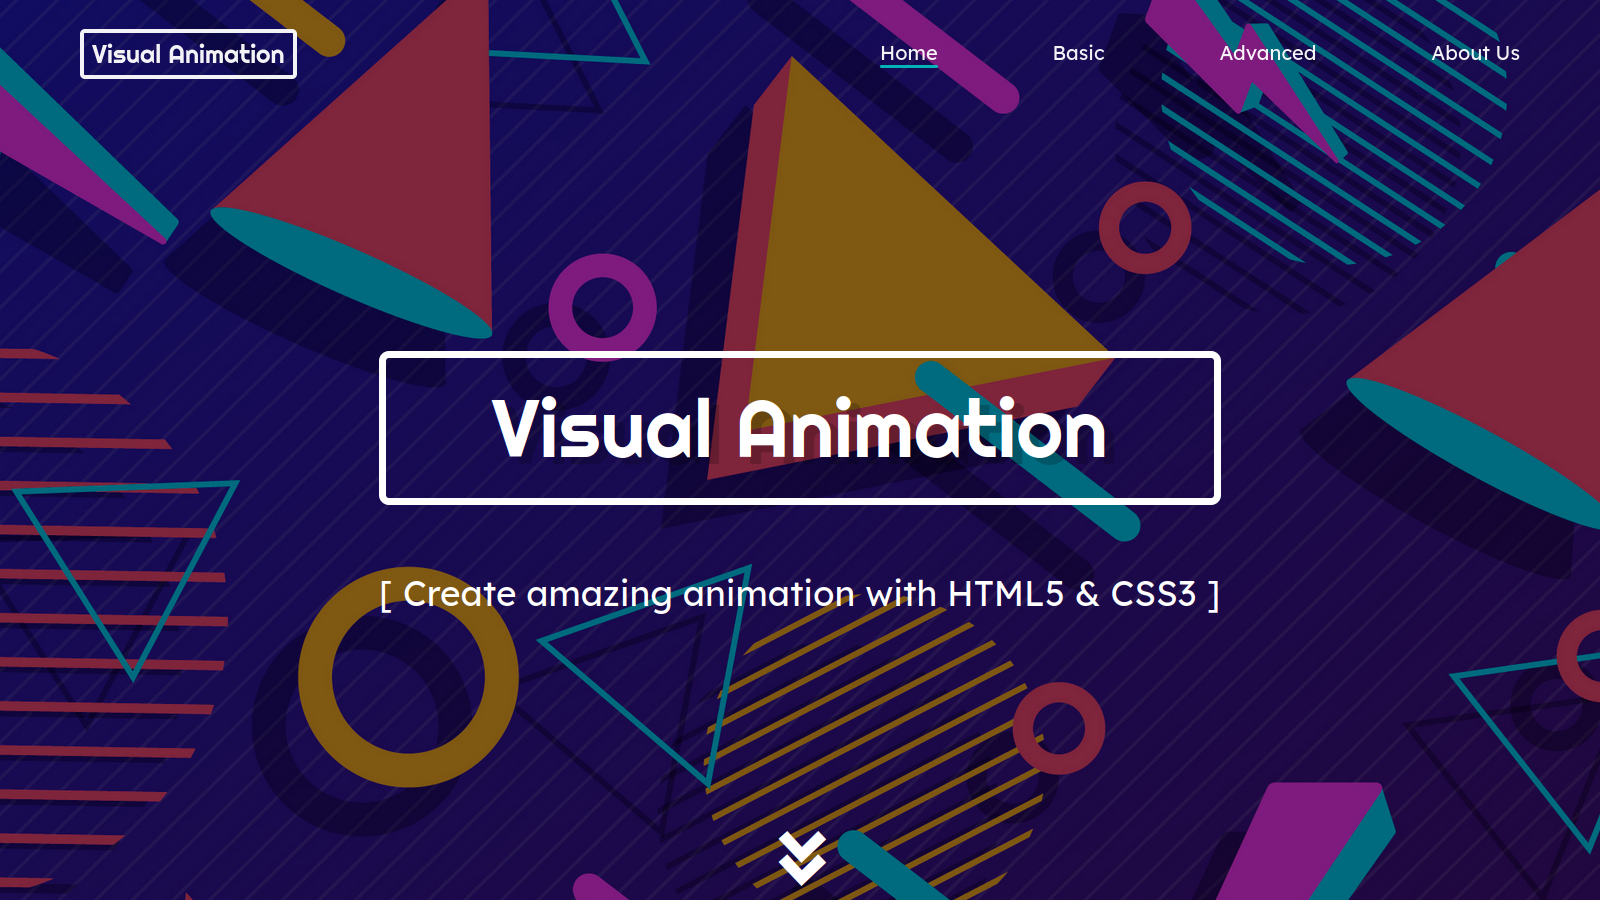 Visual Animation
Home Basic Advanced About Us
Visual Animation
[ Create amazing animation with HTML5 & CSS3 ]